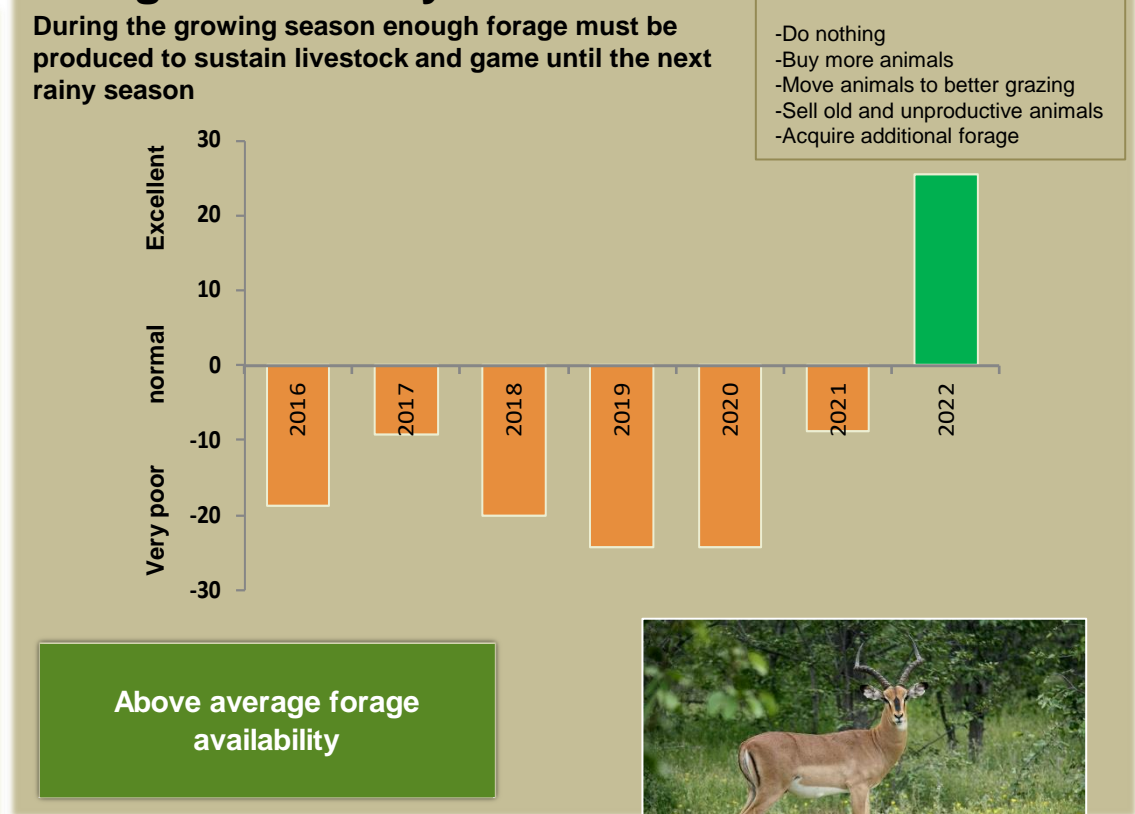 During the growing season enough forage must be
produced to sustain livestock and game until the next
rainy season
-Do nothing
-Buy more animals
-Move animals to better grazing
-Sell old and unproductive animals
-Acquire additional forage
Excellent
normal
Very poor
30
20
10
0
-10
-20
-30
2016
2017
2018
2019
2020
2021
2022
Above average forage
availability